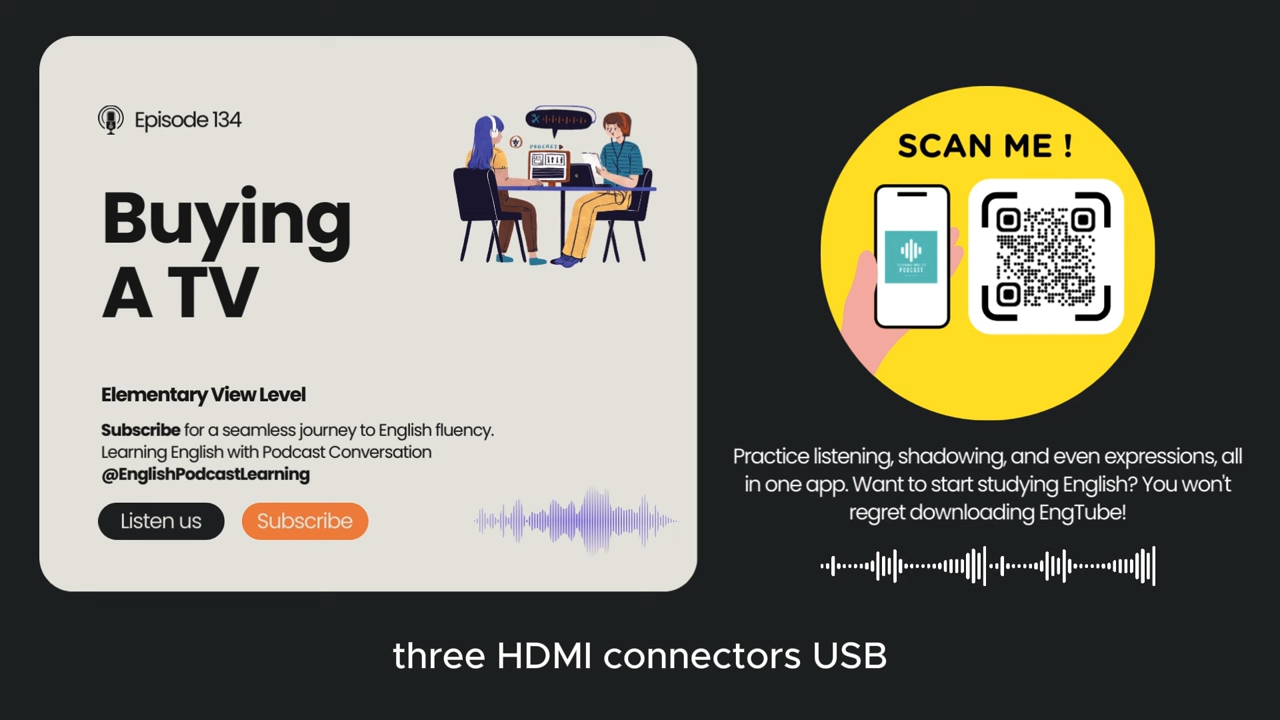 Episode 134
PODCAST
Buying
A TV
Elementary View Level
Subscribe for a seamless journey to English fluency.
Learning English with Podcast Conversation
@EnglishPodcastLearning
Listen us
Subscribe
SCAN ME !
PODCAST
Practice listening, shadowing, and even expressions, all
in one app. Want to start studying English? You won't
regret downloading EngTube!
three HDMI connectors USB